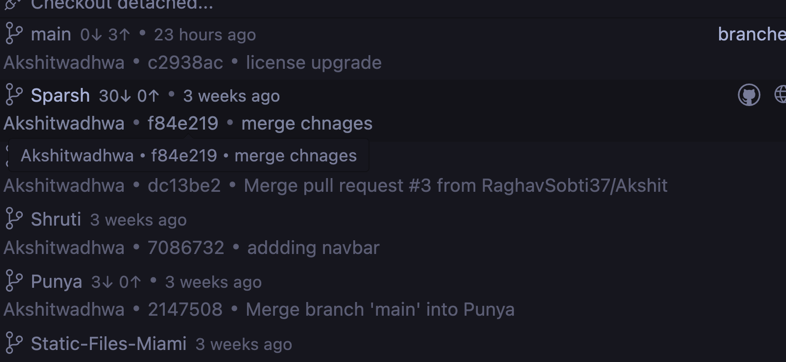 Checkout detached...
main 0↓ 3↑ • 23 hours ago
Akshitwadhwa • c2938ac • license upgrade
Sparsh 30↓ 0↑ • 3 weeks ago
Akshitwadhwa • f84e219 • merge chnages
Akshitwadhwa • f84e219 • merge chnages
Akshitwadhwa • dc13be2 • Merge pull request #3 from RaghavSobti37/Akshit
Shruti 3 weeks ago
Akshitwadhwa • 7086732 • addding navbar
Punya 3↓ 0↑ • 3 weeks ago
Akshitwadhwa • 2147508 • Merge branch 'main' into Punya
Static-Files-Miami 3 weeks ago